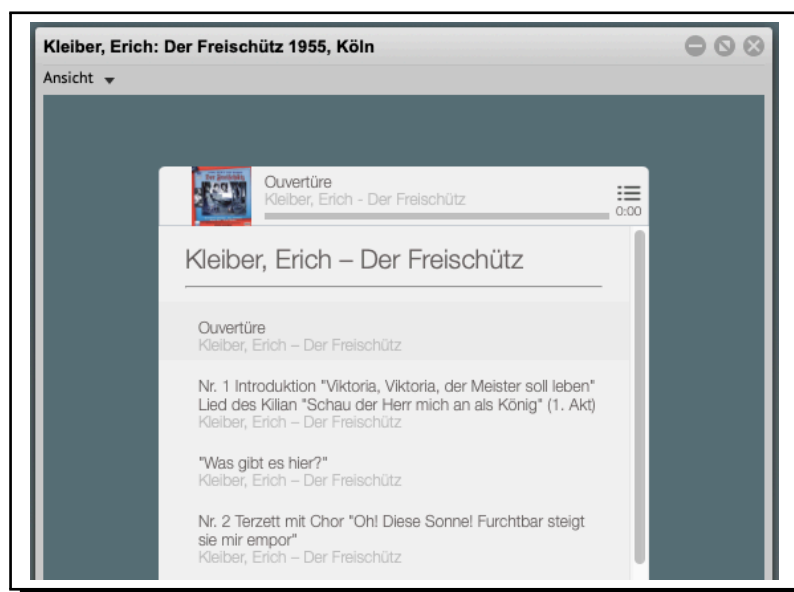 Kleiber, Erich: Der Freischütz 1955, Köln
Ansicht
Ouvertüre
Kleiber, Erich - Der Freischütz
0:00
Kleiber, Erich – Der Freischütz
Ouvertüre
Kleiber, Erich – Der Freischütz
Nr. 1 Introduktion "Viktoria, Viktoria, der Meister soll leben"
Lied des Kilian "Schau der Herr mich an als König" (1. Akt)
Kleiber, Erich – Der Freischütz
"Was gibt es hier?"
Kleiber, Erich – Der Freischütz
Nr. 2 Terzett mit Chor "Oh! Diese Sonne! Furchtbar steigt
sie mir empor"
Kleiber, Erich – Der Freischütz